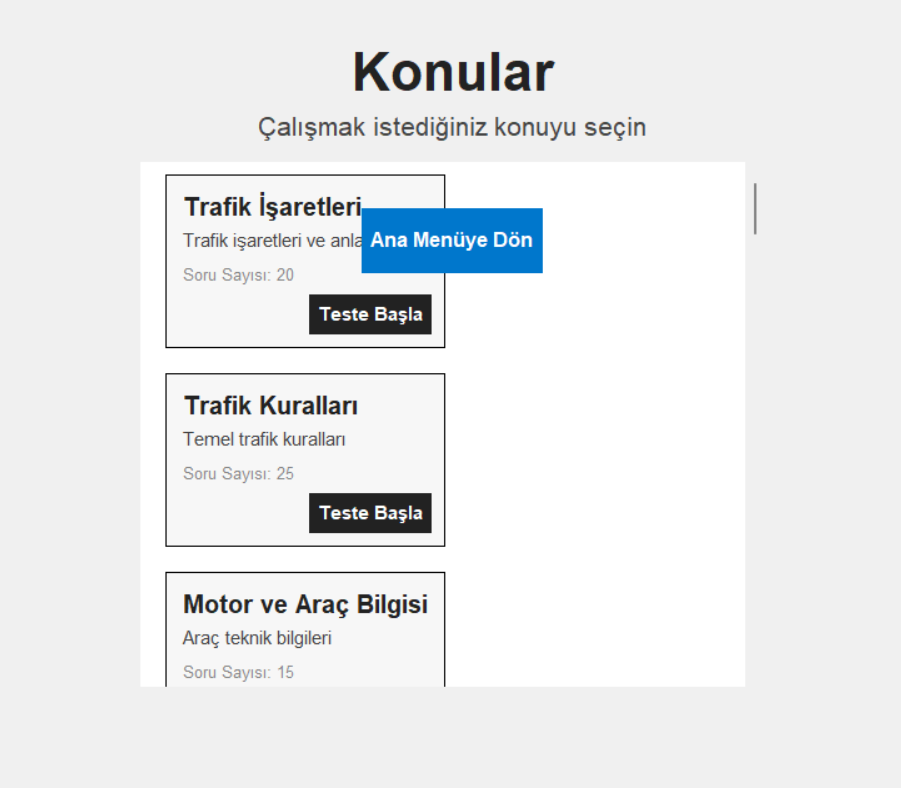 Konular
Çalışmak istediğiniz konuyu seçin
Trafik İşaretleri
Trafik işaretleri ve
Ana Menüye Dön
Soru Sayısı: 20
Teste Başla
Trafik Kuralları
Temel trafik kuralları
Soru Sayısı: 25
Teste Başla
Motor ve Araç Bilgisi
Araç teknik bilgileri
Soru Sayısı: 15